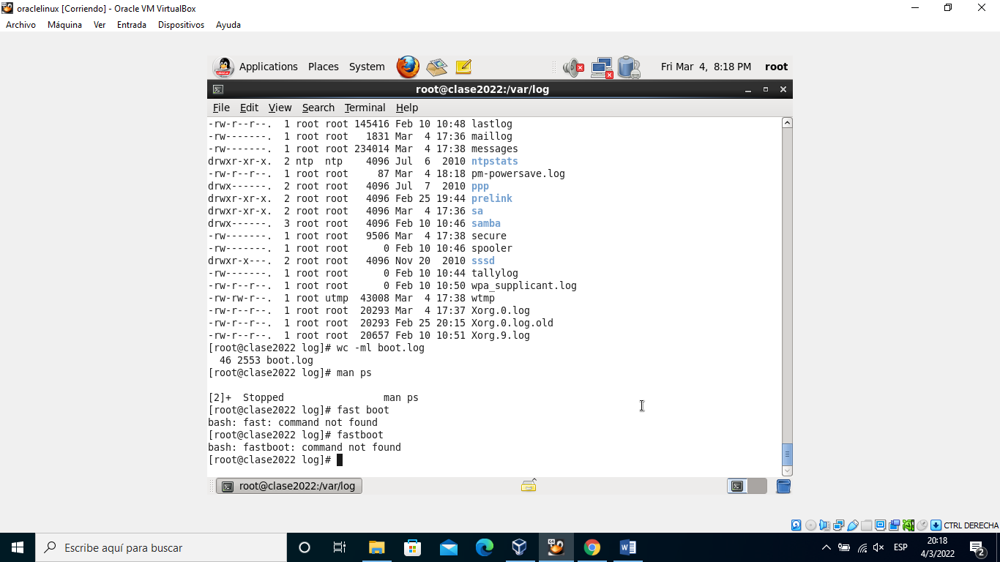 oraclelinux [Corriendo] - Oracle VM VirtualBox
Archivo Máquina Ver Entrada Dispositivos Ayuda
Applications Places System Fri Mar 4, 8:18 PM root
root@clase2022:/var/log
File Edit View Search Terminal Help
-rw-r--r--. 1 root root 145416 Feb 10 10:48 lastlog
-rw-------. 1 root root 1831 Mar 4 17:36 maillog
-rw-------. 1 root root 234014 Mar 4 17:38 messages
drwxr-xr-x. 2 ntp ntp 4096 Jul 6 2010 ntpstats
-rw-r--r--. 1 root root 87 Mar 4 18:18 pm-powersave.log
drwx------. 2 root root 4096 Jul 7 2010 ppp
drwxr-xr-x. 2 root root 4096 Feb 25 19:44 prelink
drwxr-xr-x. 2 root root 4096 Mar 4 17:36 sa
drwx------. 3 root root 4096 Feb 10 10:46 samba
-rw-------. 1 root root 9506 Mar 4 17:38 secure
-rw-------. 1 root root 0 Feb 10 10:46 spooler
drwxr-x---. 2 root root 4096 Nov 20 2010 sssd
-rw-------. 1 root root 0 Feb 10 10:44 tallylog
-rw-r--r--. 1 root root 0 Feb 10 10:50 wpa_supplicant.log
-rw-rw-r--. 1 root utmp 43008 Mar 4 17:38 wtmp
-rw-r--r--. 1 root root 20293 Mar 4 17:37 Xorg.0.log
-rw-r--r--. 1 root root 20293 Feb 25 20:15 Xorg.0.log.old
-rw-r--r--. 1 root root 20657 Feb 10 10:51 Xorg.9.log
[root@clase2022 log]# wc -ml boot.log
46 2553 boot.log
[root@clase2022 log]# man ps
[2]+ Stopped man ps
[root@clase2022 log]# fast boot
bash: fast: command not found
[root@clase2022 log]# fastboot
bash: fastboot: command not found
[root@clase2022 log]#
root@clase2022:/var/log
CTRL DERECHA
Escribe aquí para buscar
ESP
20:18
4/3/2022
2